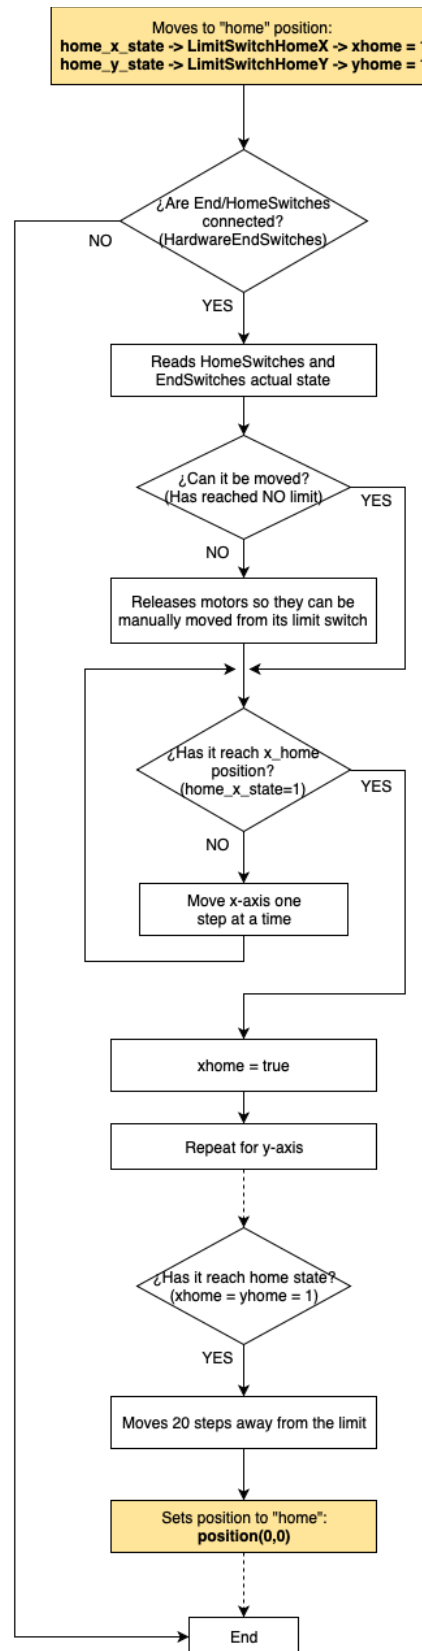 Moves to "home" position:
home_x_state -> LimitSwitchHomeX -> xhome = 1
home_y_state -> LimitSwitchHomeY -> yhome = 1
¿Are End/HomeSwitches
connected?
(HardwareEndSwitches)
NO
YES
Reads HomeSwitches and
EndSwitches actual state
¿Can it be moved?
(Has reached NO limit)
YES
NO
Releases motors so they can be
manually moved from its limit switch
¿Has it reach x_home
position?
(home_x_state=1)
YES
NO
Move x-axis one
step at a time
xhome = true
Repeat for y-axis
¿Has it reach home state?
(xhome = yhome = 1)
YES
Moves 20 steps away from the limit
Sets position to "home":
position(0,0)
End